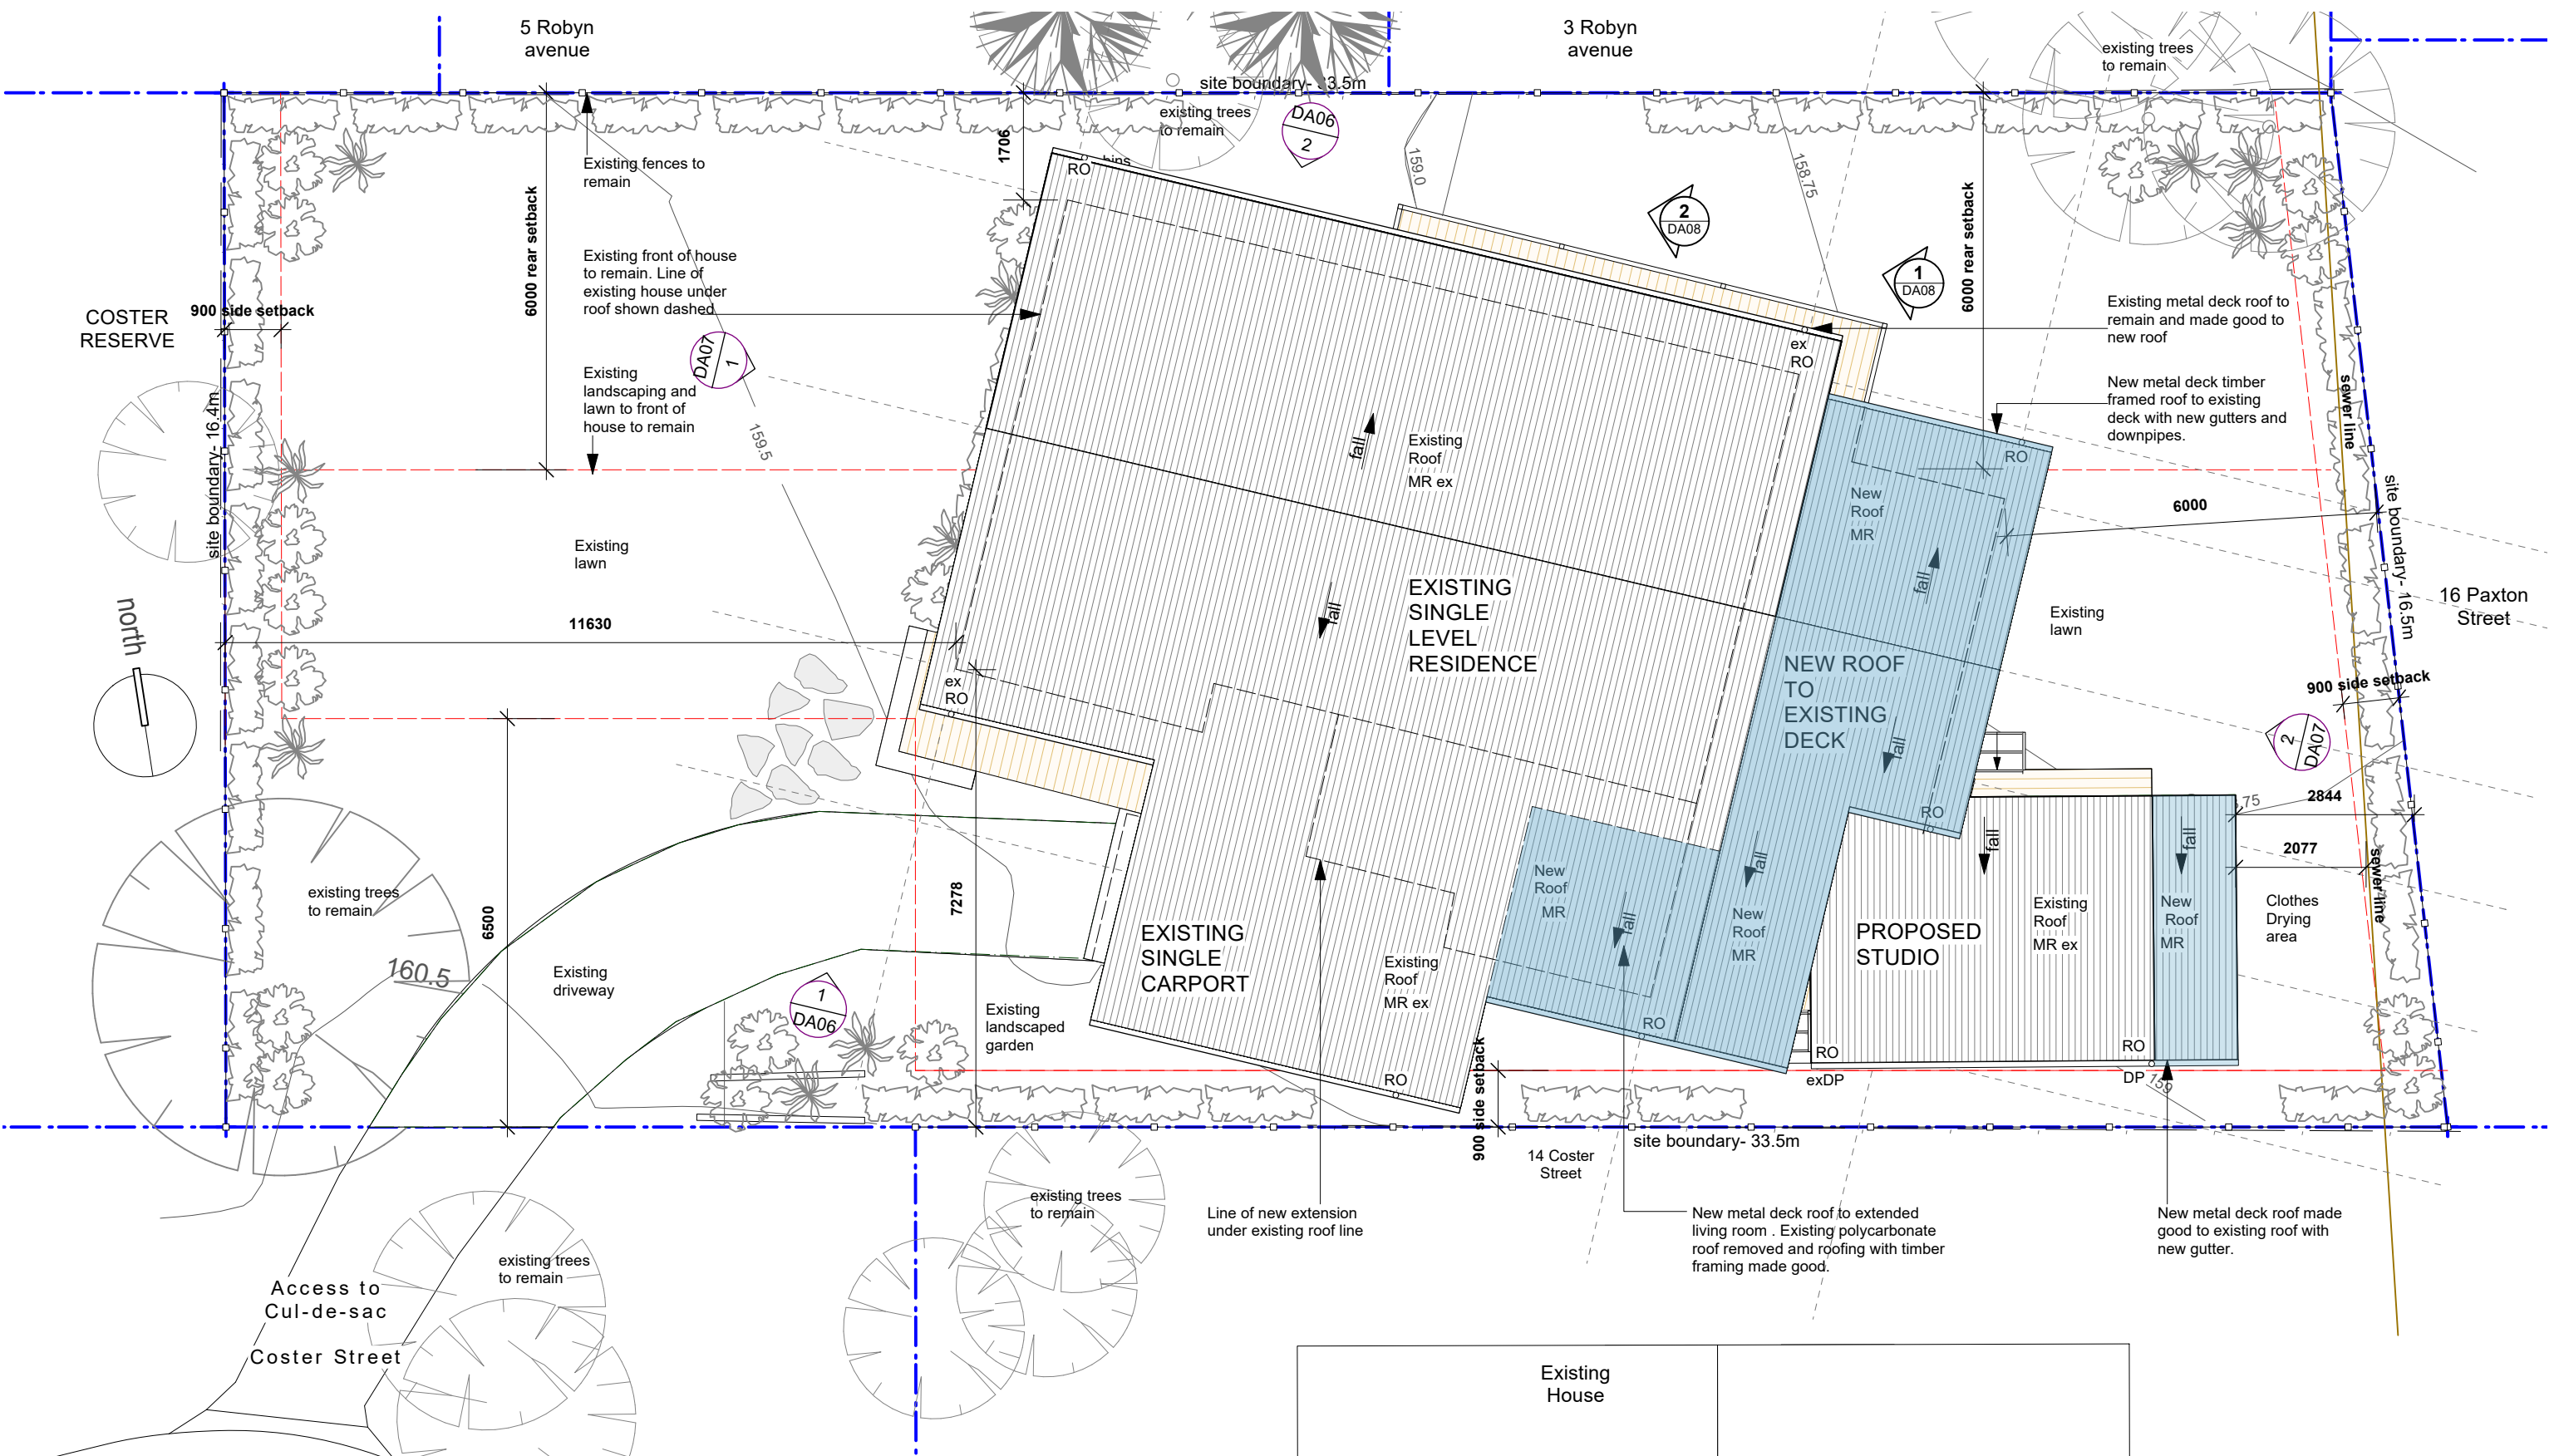 5 Robyn
avenue
3 Robyn
avenue
existing trees
to remain
site boundary- 33.5m
existing trees
to remain
DA06
2
1706
bins
RO
159.0
158.75
Existing fences to
remain
6000 rear setback
6000 rear setback
2
DA08
1
DA08
Existing front of house
to remain. Line of
existing house under
roof shown dashed
COSTER
RESERVE
900 side setback
Existing metal deck roof to
remain and made good to
new roof
DA07
1
ex
RO
Existing
landscaping and
lawn to front of
house to remain
New metal deck timber
framed roof to existing
deck with new gutters and
downpipes.
sewer line
site boundary- 16.4m
159.5
fall
Existing
Roof
MR ex
RO
New
Roof
MR
6000
site boundary- 16.5m
Existing
lawn
fall
EXISTING
SINGLE
LEVEL
RESIDENCE
fall
16 Paxton
Street
Existing
lawn
north
11630
NEW ROOF
TO
EXISTING
DECK
fall
ex
RO
900 side setback
2
DA07
2844
.75
RO
fall
fall
fall
2077
sewer line
existing trees
to remain
6500
7278
New
Roof
MR
fall
New
Roof
MR
EXISTING
SINGLE
CARPORT
Existing
Roof
MR ex
PROPOSED
STUDIO
Existing
Roof
MR ex
New
Roof
MR
Clothes
Drying
area
160.5
Existing
driveway
1
DA06
Existing
landscaped
garden
RO
RO
RO
RO
exDP
DP
159
900 side setback
site boundary- 33.5m
14 Coster
Street
existing trees
to remain
Line of new extension
under existing roof line
New metal deck roof to extended
living room . Existing polycarbonate
roof removed and roofing with timber
framing made good.
New metal deck roof made
good to existing roof with
new gutter.
existing trees
to remain
Access to
Cul-de-sac
Coster Street
Existing
House